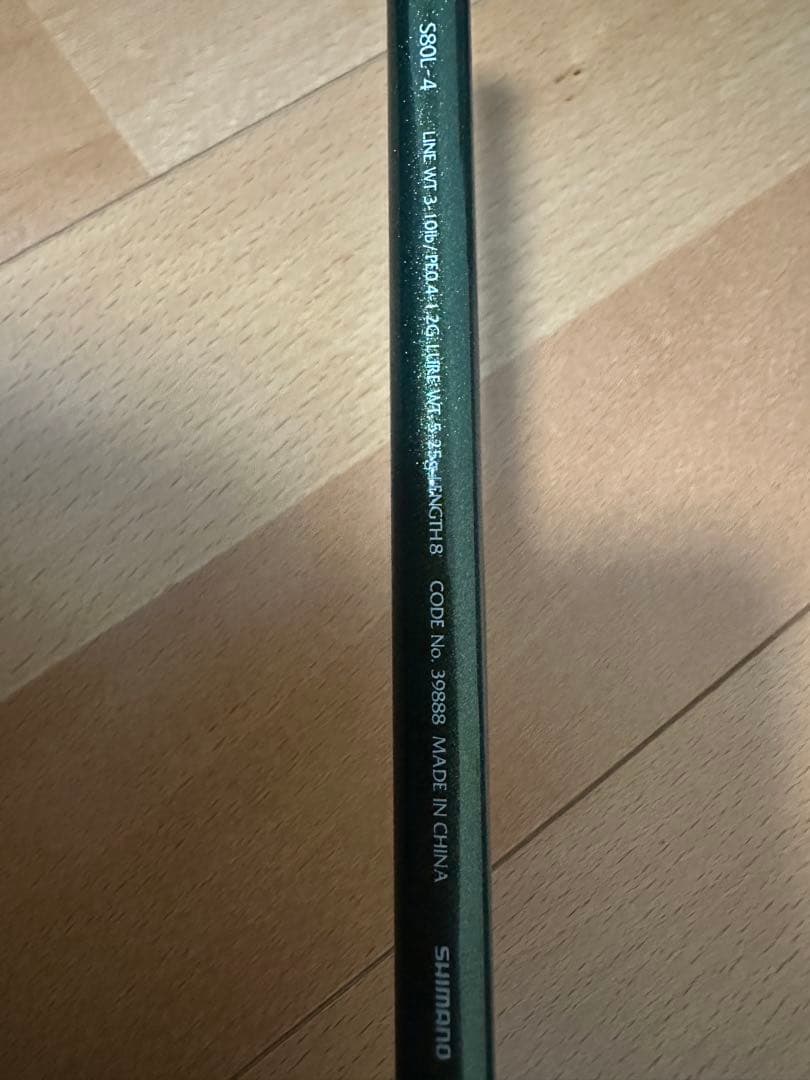 S80L-4 LINE WT. 3-10lb/PE0.4-1.2G LURE WT. 5-25g LENGTH8' CODE No. 39888 MADE IN CHINA SHIMANO